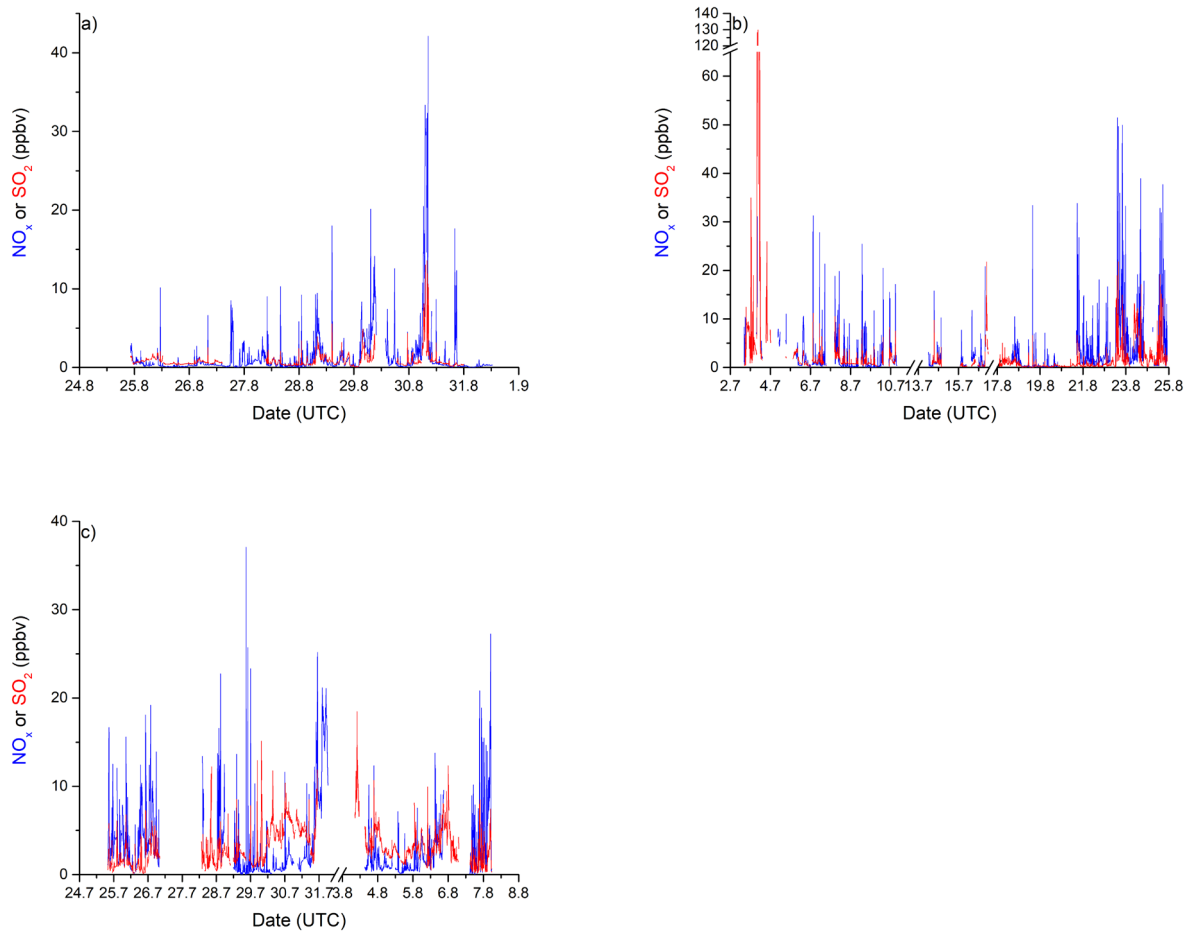 a)
40
30
20
10
0
NOx or SO2 (ppbv)
24.8 25.8 26.8 27.8 28.8 29.8 30.8 31.8 1.9
Date (UTC)
b)
140
130
120
60
50
40
30
20
10
5
0
NOx or SO2 (ppbv)
2.7 4.7 6.7 8.7 10.7 13.7 15.7 17.8 19.8 21.8 23.8 25.8
Date (UTC)
c)
40
30
20
10
0
NOx or SO2 (ppbv)
24.7 25.7 26.7 27.7 28.7 29.7 30.7 31.7 3.8 4.8 5.8 6.8 7.8 8.8
Date (UTC)